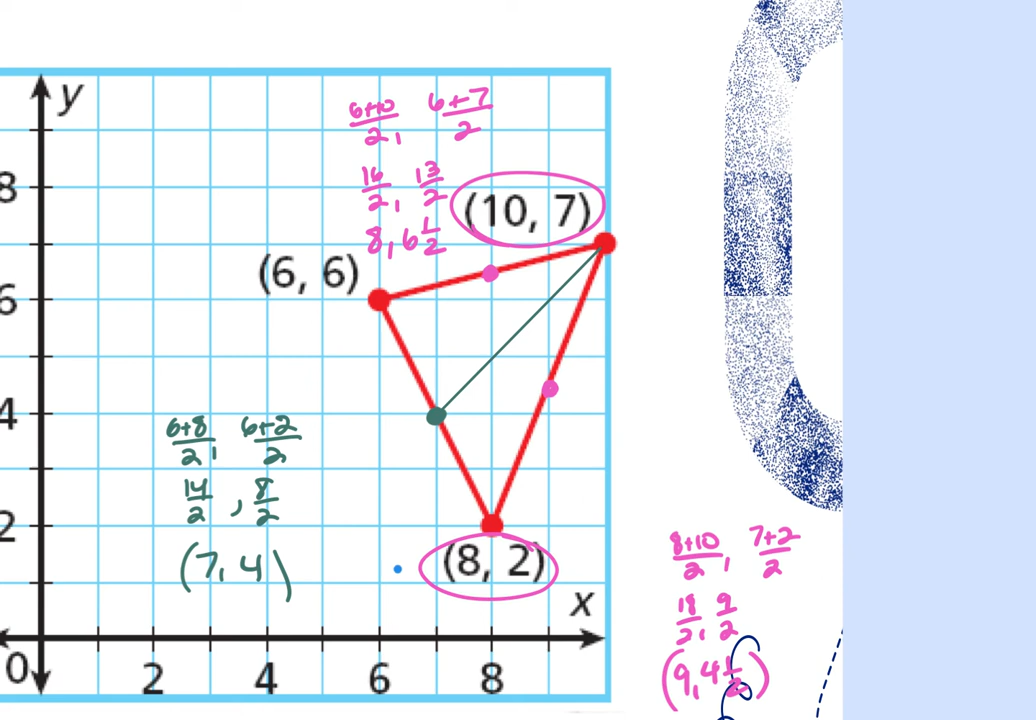 y
6+10/2, 6+7/2
16/2, 13/2
8, 6 1/2
(10, 7)
(6, 6)
8
6
4
2
6+8/2, 6+2/2
14/2, 8/2
(7, 4)
(8, 2)
x
0 2 4 6 8
8+10/2, 7+2/2
18/2, 9/2
(9, 4 1/2)